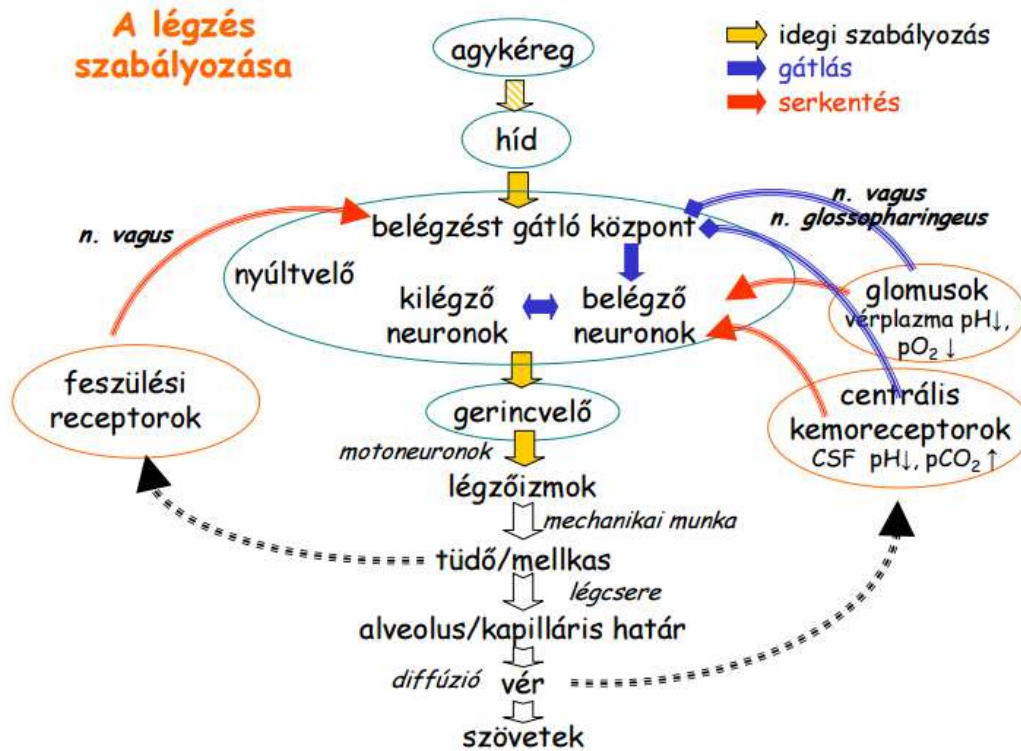 A légzés
szabályozása
agykéreg
idegi szabályozás
gátlás
serkentés
híd
n. vagus
n. glossopharingeus
n. vagus
belégzést gátló központ
nyúltvelő
kilégző
neuronok
belégző
neuronok
glomusok
vérplazma pH↓,
pO₂ ↓
feszülési
receptorok
gerincvelő
centrális
kemoreceptorok
CSF pH↓, pCO₂ ↑
motoneuronok
légzőizmok
mechanikai munka
tüdő/mellkas
légcsere
alveolus/kapilláris határ
diffúzió
vér
szövetek